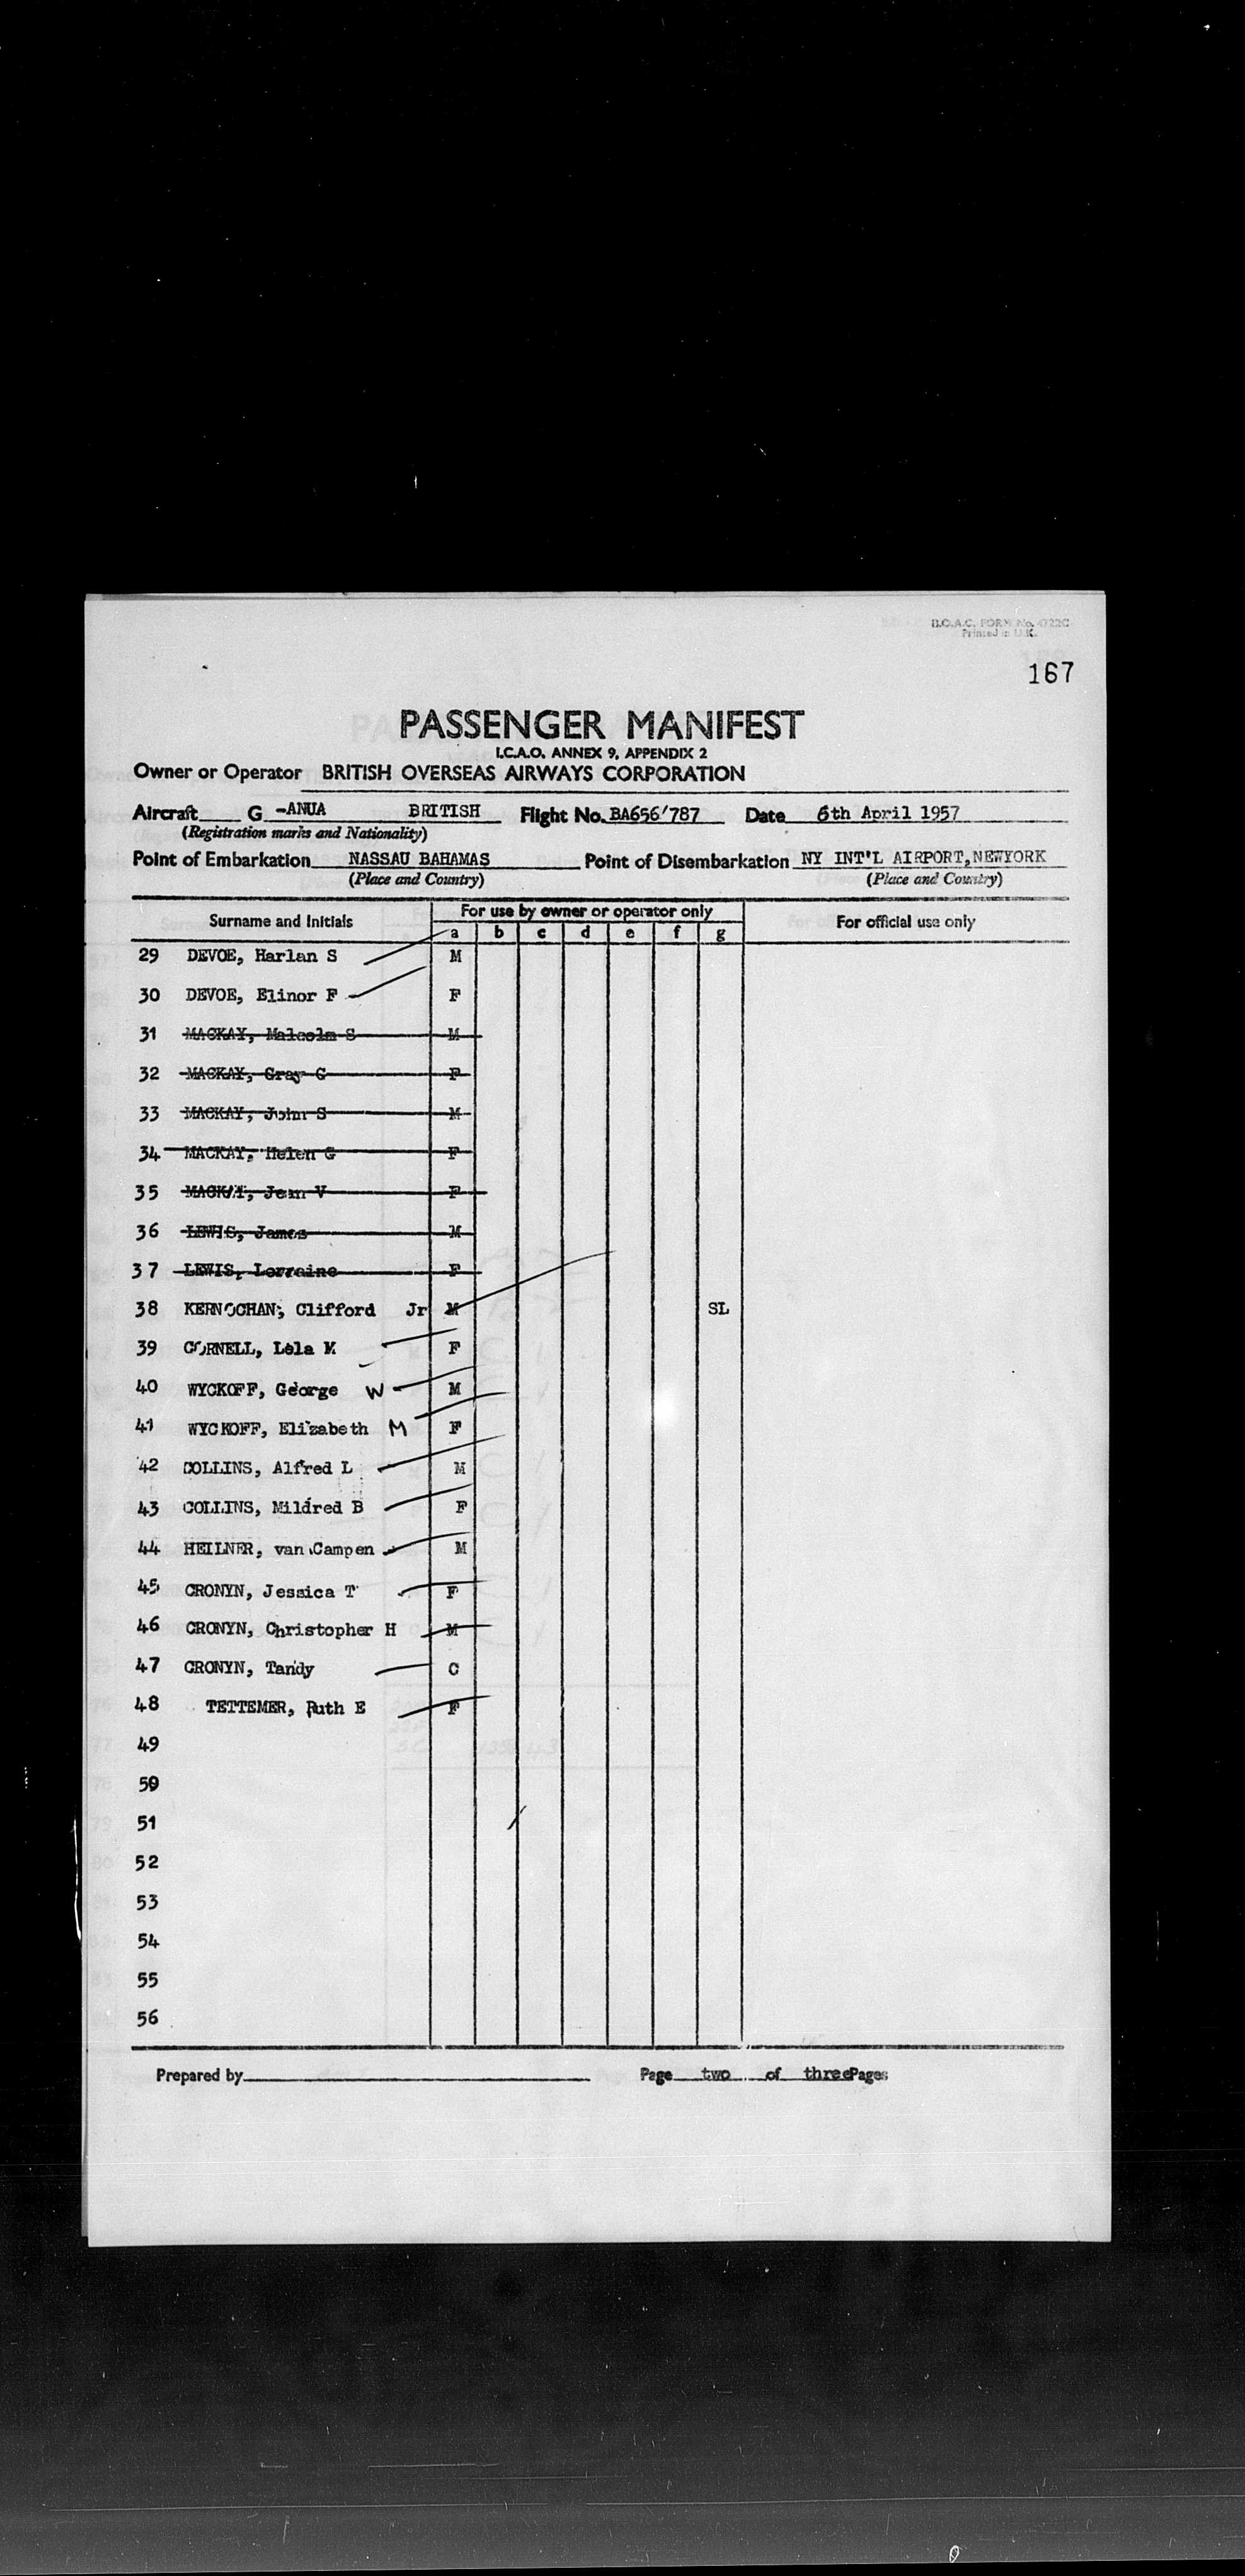 B.O.A.C. FORM No. 4722C
Printed in U.K.
167
PASSENGER MANIFEST
I.C.A.O. ANNEX 9, APPENDIX 2
Owner or Operator BRITISH OVERSEAS AIRWAYS CORPORATION
Aircraft G -ANUA BRITISH Flight No. BA656/787 Date 6th April 1957
(Registration marks and Nationality)
Point of Embarkation NASSAU BAHAMAS Point of Disembarkation NY INT'L AIRPORT, NEWYORK
(Place and Country) (Place and Country)
Surname and Initials For use by owner or operator only For official use only
a b c d e f g
29 DEVOE, Harlan S M
30 DEVOE, Elinor F F
31 MACKAY, Malcolm S M
32 MACKAY, Gray G F
33 MACKAY, John S M
34 MACKAY, Helen G F
35 MACKAY, Jean V F
36 LEWIS, James M
37 LEWIS, Lorraine F
38 KERNOCHAN, Clifford Jr M SL
39 CORNELL, Lela M F
40 WYCKOFF, George W M
41 WYCKOFF, Elizabeth M F
42 COLLINS, Alfred L M
43 COLLINS, Mildred B F
44 HEILNER, van Campen M
45 CRONYN, Jessica T F
46 CRONYN, Christopher H M
47 CRONYN, Tandy C
48 TETTEMER, Ruth E F
49
50
51
52
53
54
55
56
Prepared by Page two of three Pages